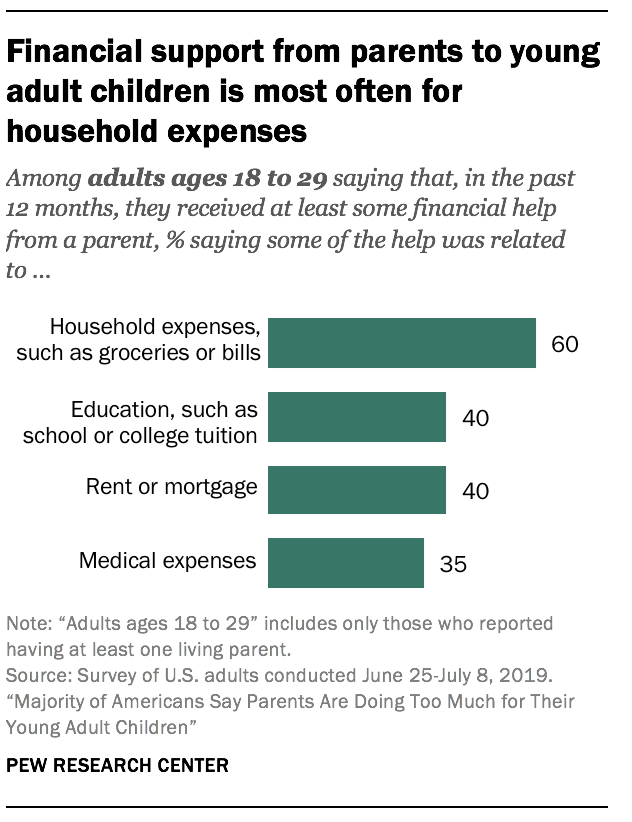 Financial support from parents to young
adult children is most often for
household expenses
Among adults ages 18 to 29 saying that, in the past
12 months, they received at least some financial help
from a parent, % saying some of the help was related
to ...
Household expenses,
such as groceries or bills
60
Education, such as
school or college tuition
40
Rent or mortgage
40
Medical expenses
35
Note: “Adults ages 18 to 29” includes only those who reported
having at least one living parent.
Source: Survey of U.S. adults conducted June 25-July 8, 2019.
“Majority of Americans Say Parents Are Doing Too Much for Their
Young Adult Children”
PEW RESEARCH CENTER